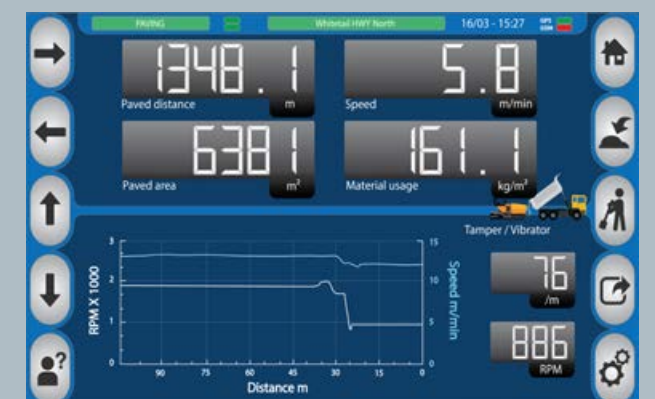 PAVING
Whitetail HWY North
16/03 - 15:27
GPS
GSM
1348.1
Paved distance
m
5.8
Speed
m/min
6381
Paved area
m²
161.1
Material usage
kg/m²
Tamper / Vibrator
76
/m
886
RPM
RPM X 1000
3
2
1
0
90
75
60
45
30
15
0
Distance m
15
10
5
0
Speed m/min
?